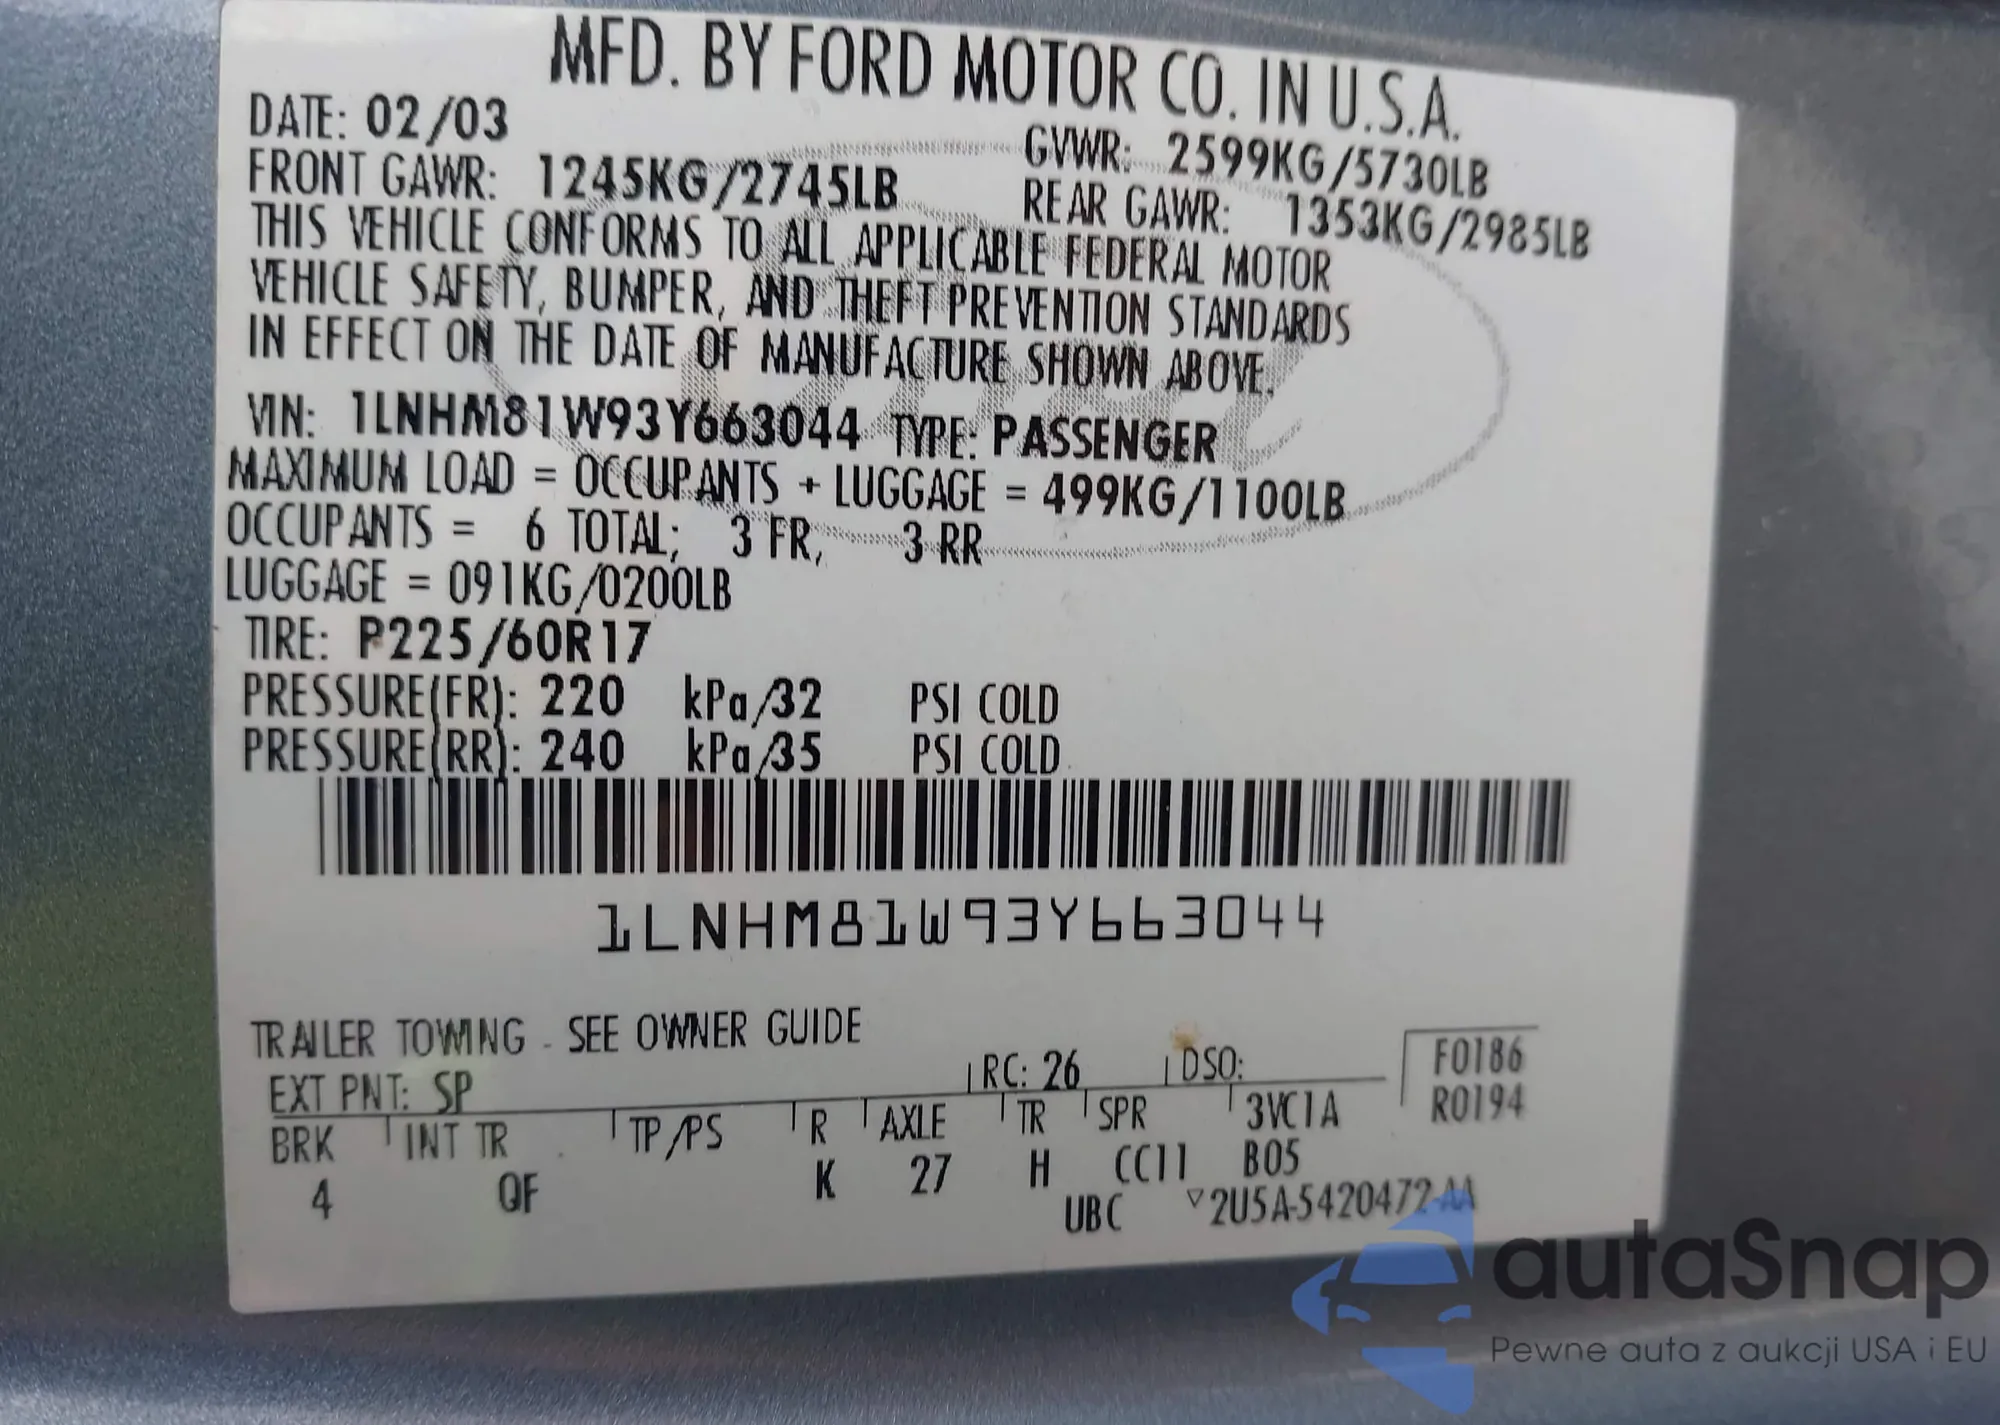 MFD. BY FORD MOTOR CO. IN U.S.A.
DATE: 02/03 GVWR: 2599KG/5730LB
FRONT GAWR: 1245KG/2745LB REAR GAWR: 1353KG/2985LB
THIS VEHICLE CONFORMS TO ALL APPLICABLE FEDERAL MOTOR
VEHICLE SAFETY, BUMPER, AND THEFT PREVENTION STANDARDS
IN EFFECT ON THE DATE OF MANUFACTURE SHOWN ABOVE.
VIN: 1LNHM81W93Y663044 TYPE: PASSENGER
MAXIMUM LOAD = OCCUPANTS + LUGGAGE = 499KG/1100LB
OCCUPANTS = 6 TOTAL; 3 FR, 3 RR
LUGGAGE = 091KG/0200LB
TIRE: P225/60R17
PRESSURE(FR): 220 kPa/32 PSI COLD
PRESSURE(RR): 240 kPa/35 PSI COLD
1LNHM81W93Y663044
TRAILER TOWING - SEE OWNER GUIDE
EXT PNT: SP RC: 26 DSO: F0186
R0194
BRK INT TR TP/PS R AXLE TR SPR 3VC1A
4 QF K 27 H CC11 B05
UBC ▽2U5A-5420472-AA
autaSnap
Pewne auta z aukcji USA i EU